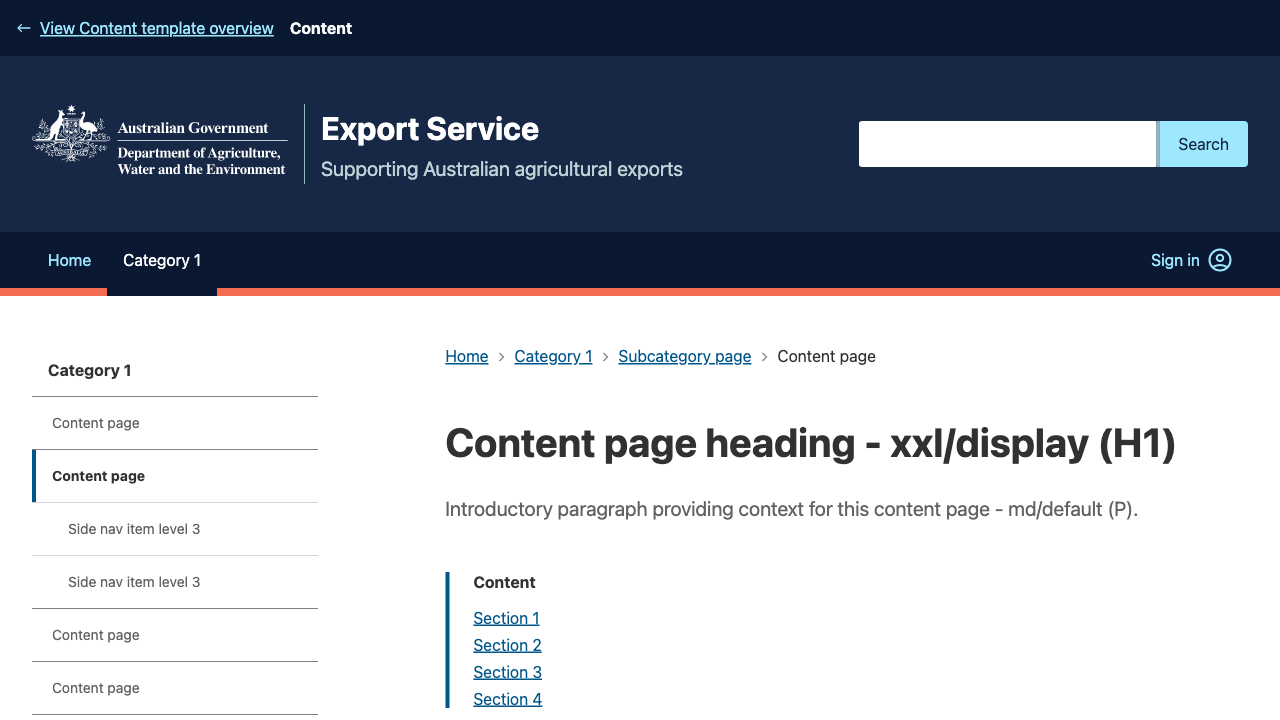 View Content template overview Content
Australian Government
Department of Agriculture,
Water and the Environment
Export Service
Supporting Australian agricultural exports
Search
Home Category 1 Sign in
Category 1
Content page
Content page
Side nav item level 3
Side nav item level 3
Content page
Content page
Home Category 1 Subcategory page Content page
Content page heading - xxl/display (H1)
Introductory paragraph providing context for this content page - md/default (P).
Content
Section 1
Section 2
Section 3
Section 4